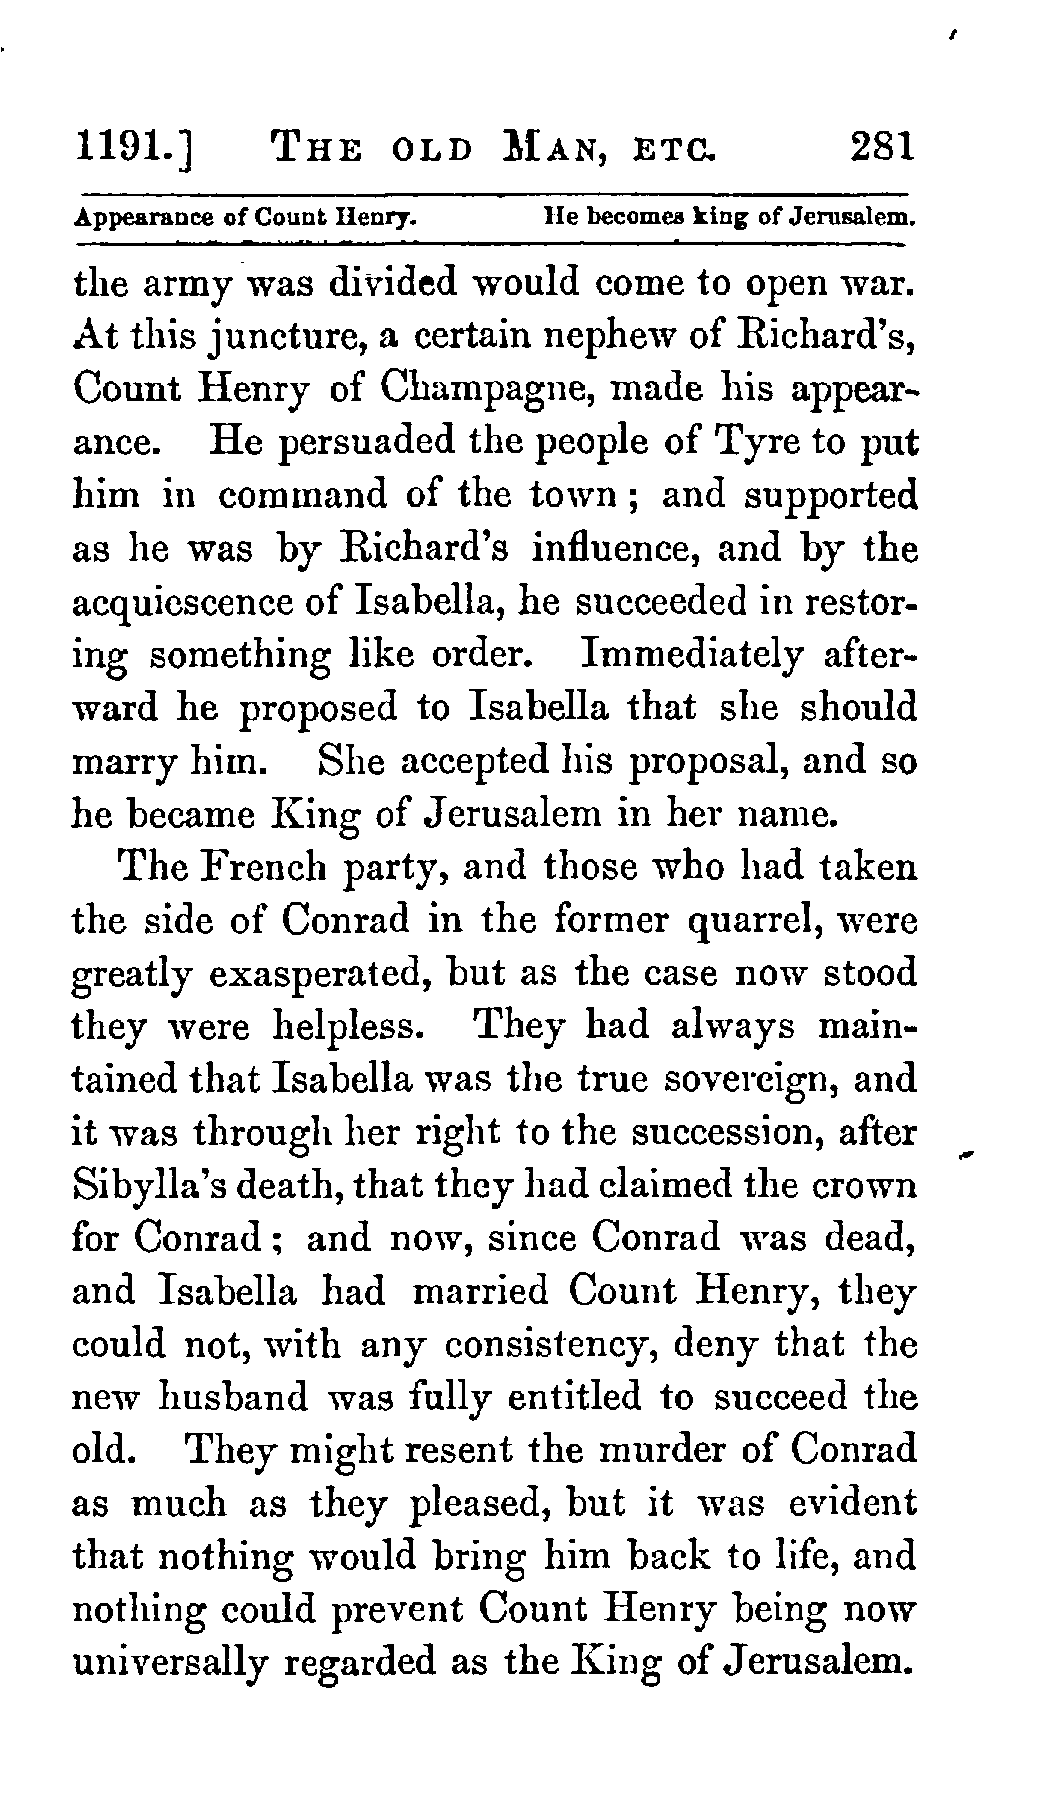 1191.] THE OLD MAN, ETC. 281
Appearance of Count Henry. He becomes king of Jerusalem.
the army was divided would come to open war.
At this juncture, a certain nephew of Richard's,
Count Henry of Champagne, made his appear-
ance. He persuaded the people of Tyre to put
him in command of the town ; and supported
as he was by Richard's influence, and by the
acquiescence of Isabella, he succeeded in restor-
ing something like order. Immediately after-
ward he proposed to Isabella that she should
marry him. She accepted his proposal, and so
he became King of Jerusalem in her name.
The French party, and those who had taken
the side of Conrad in the former quarrel, were
greatly exasperated, but as the case now stood
they were helpless. They had always main-
tained that Isabella was the true sovereign, and
it was through her right to the succession, after
Sibylla's death, that they had claimed the crown
for Conrad ; and now, since Conrad was dead,
and Isabella had married Count Henry, they
could not, with any consistency, deny that the
new husband was fully entitled to succeed the
old. They might resent the murder of Conrad
as much as they pleased, but it was evident
that nothing would bring him back to life, and
nothing could prevent Count Henry being now
universally regarded as the King of Jerusalem.